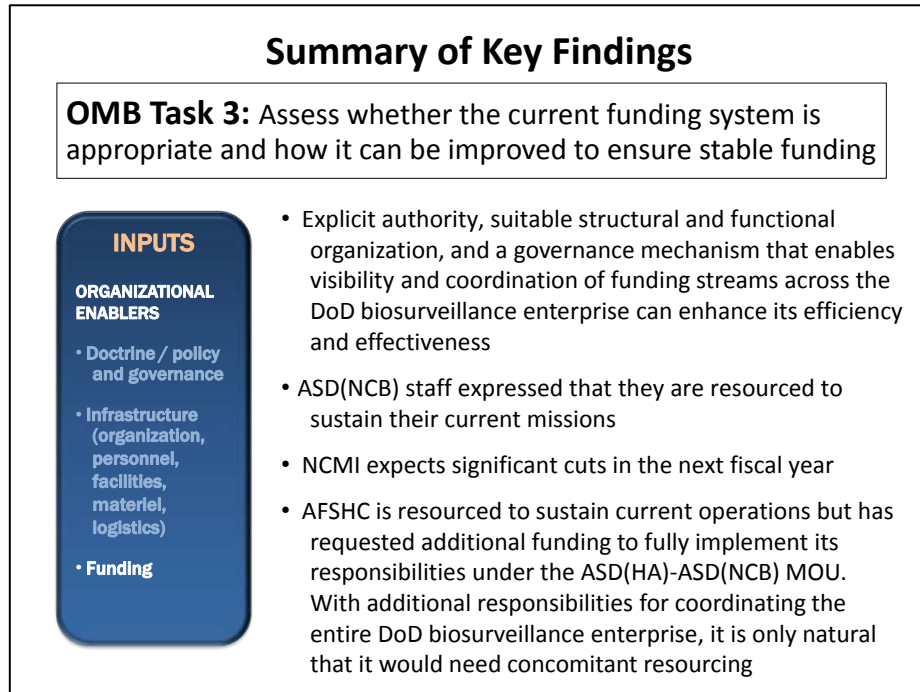 Summary of Key Findings
OMB Task 3: Assess whether the current funding system is
appropriate and how it can be improved to ensure stable funding
INPUTS
ORGANIZATIONAL
ENABLERS
• Doctrine / policy
and governance
• Infrastructure
(organization,
personnel,
facilities,
materiel,
logistics)
• Funding
• Explicit authority, suitable structural and functional
organization, and a governance mechanism that enables
visibility and coordination of funding streams across the
DoD biosurveillance enterprise can enhance its efficiency
and effectiveness
• ASD(NCB) staff expressed that they are resourced to
sustain their current missions
• NCMI expects significant cuts in the next fiscal year
• AFSHC is resourced to sustain current operations but has
requested additional funding to fully implement its
responsibilities under the ASD(HA)-ASD(NCB) MOU.
With additional responsibilities for coordinating the
entire DoD biosurveillance enterprise, it is only natural
that it would need concomitant resourcing